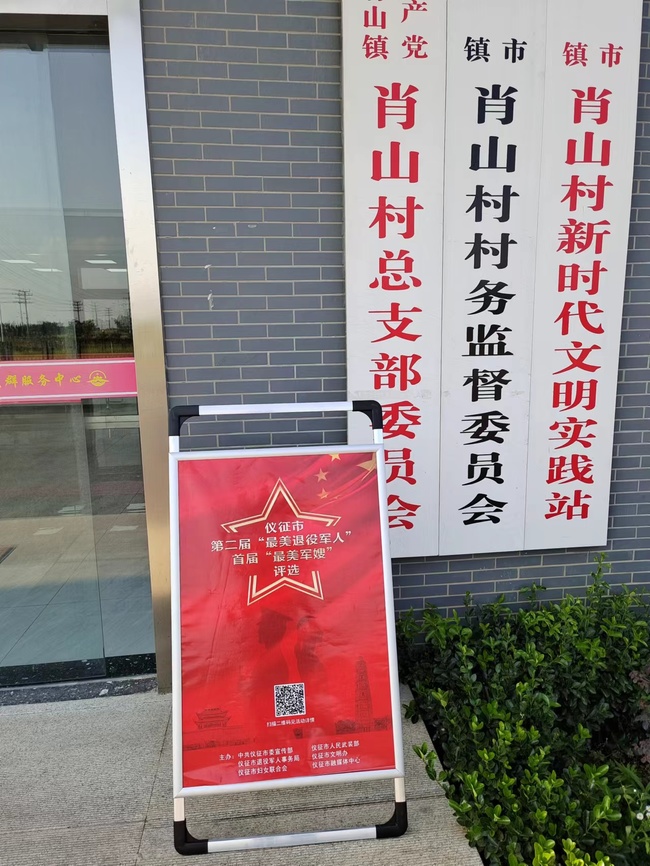 产党
肖山镇
肖山村总支部委员会
镇市
肖山村村务监督委员会
镇市
肖山村新时代文明实践站
群服务中心
仪征市
第二届“最美退役军人”
首届“最美军嫂”
评选
扫描二维码见活动详情
主办：中共仪征市委宣传部
仪征市退役军人事务局
仪征市妇女联合会
仪征市人民武装部
仪征市文明办
仪征市融媒体中心